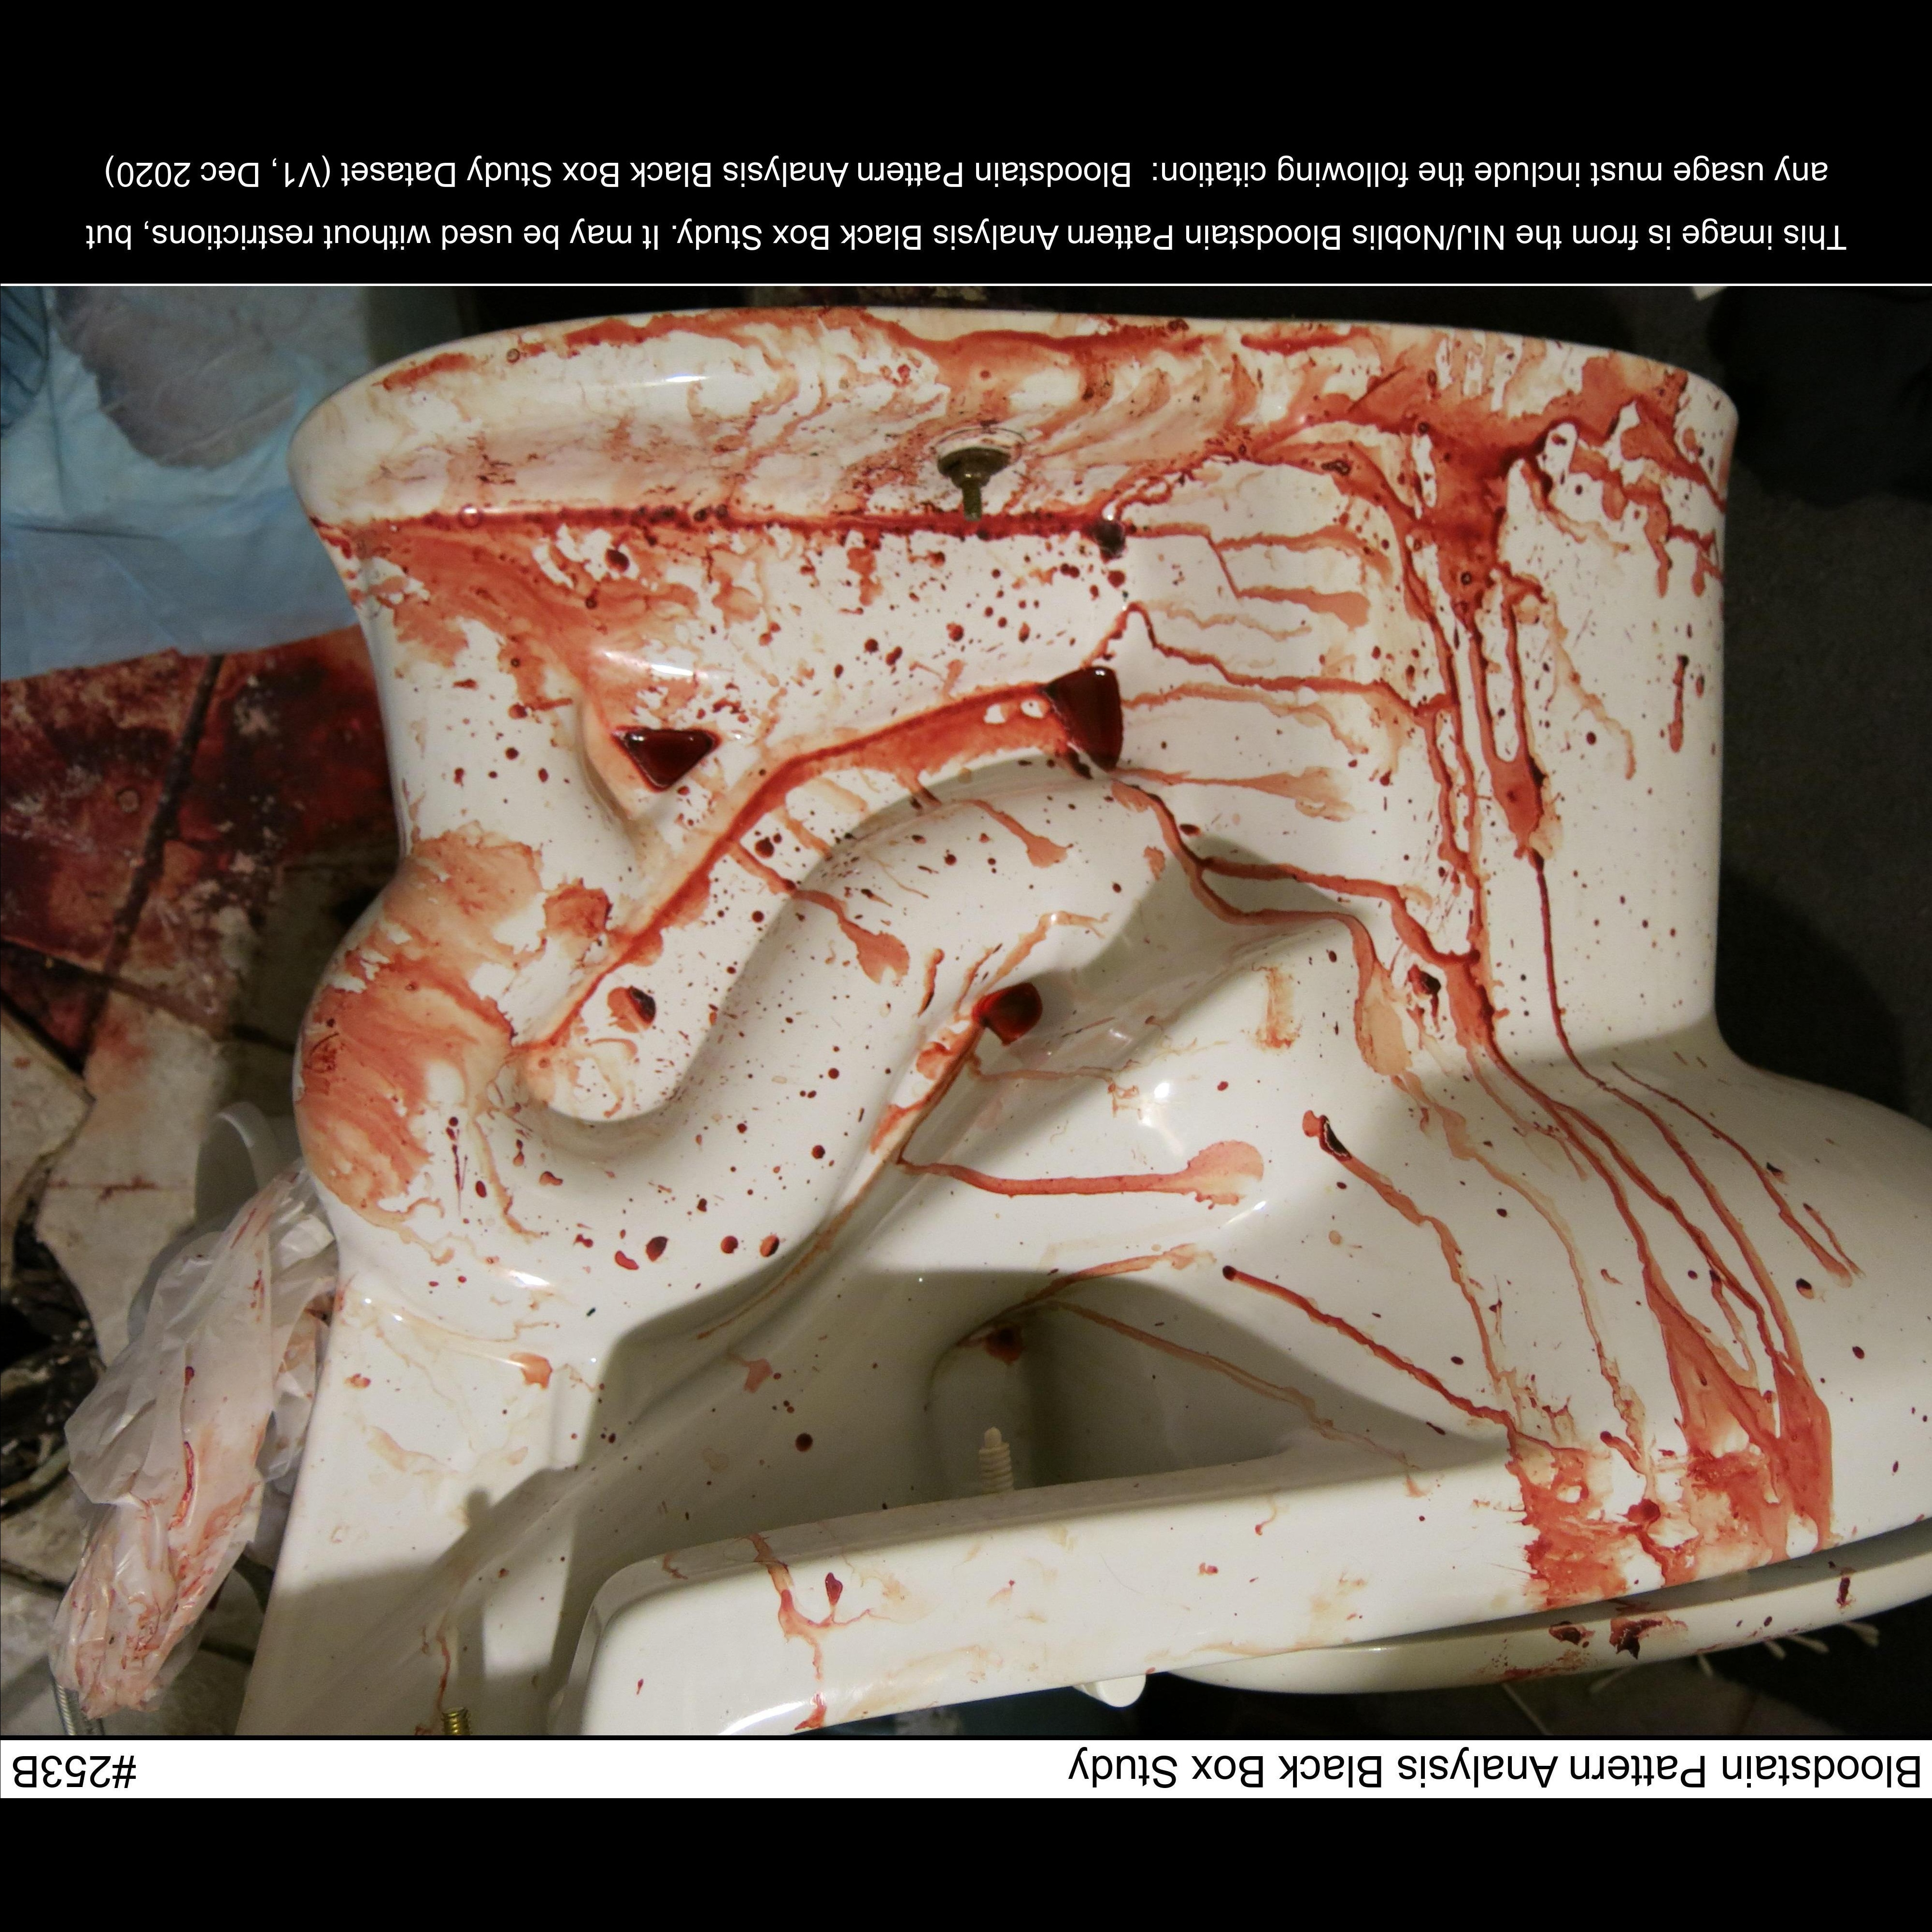 Bloodstain Pattern Analysis Black Box Study #253B
This image is from the NIJ/Noblis Bloodstain Pattern Analysis Black Box Study. It may be used without restrictions, but
any usage must include the following citation:  Bloodstain Pattern Analysis Black Box Study Dataset (V1, Dec 2020)